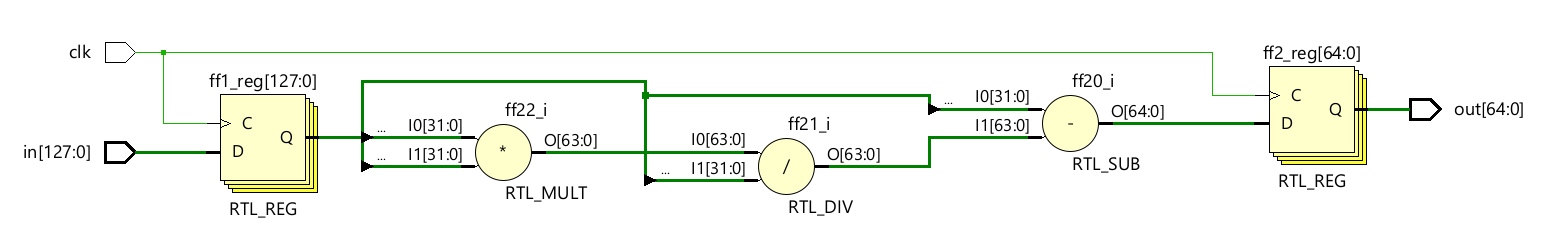 clk
in[127:0]
ff1_reg[127:0]
C
D
Q
RTL_REG
...
...
ff22_i
I0[31:0]
I1[31:0]
*
O[63:0]
RTL_MULT
...
ff21_i
I0[63:0]
I1[31:0]
/
O[63:0]
RTL_DIV
...
ff20_i
I0[31:0]
I1[63:0]
-
O[64:0]
RTL_SUB
ff2_reg[64:0]
C
D
Q
RTL_REG
out[64:0]